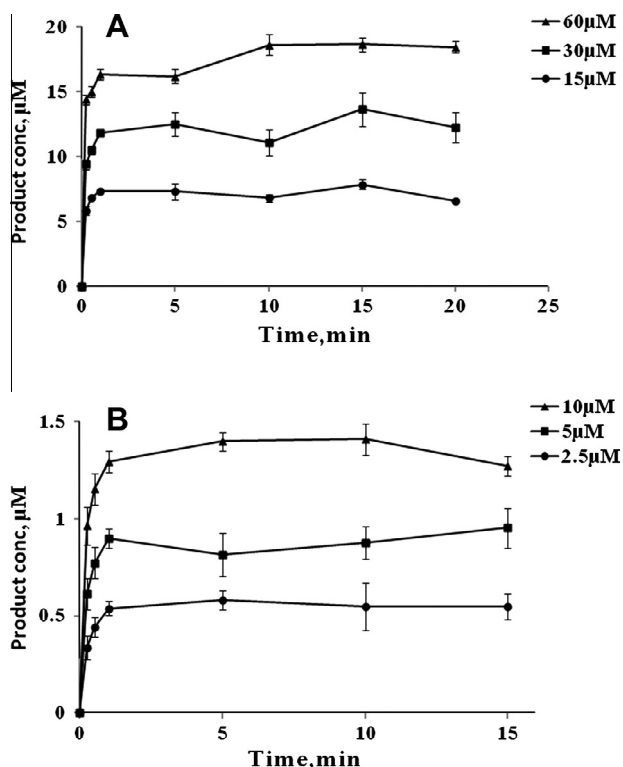 A
60µM
30µM
15µM
20
15
10
5
0
Product conc, µM
0 5 10 15 20 25
Time,min
B
10µM
5µM
2.5µM
1.5
1
0.5
0
Product conc, µM
0 5 10 15
Time,min